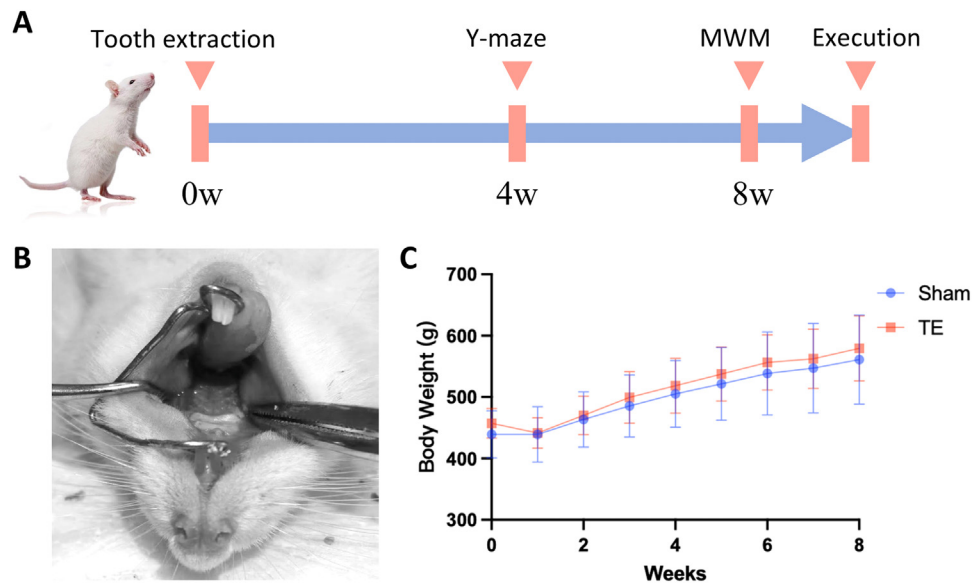 A
Tooth extraction
Y-maze
MWM
Execution
0w
4w
8w
B
C
700
600
500
400
300
Body Weight (g)
0
2
4
6
8
Weeks
Sham
TE